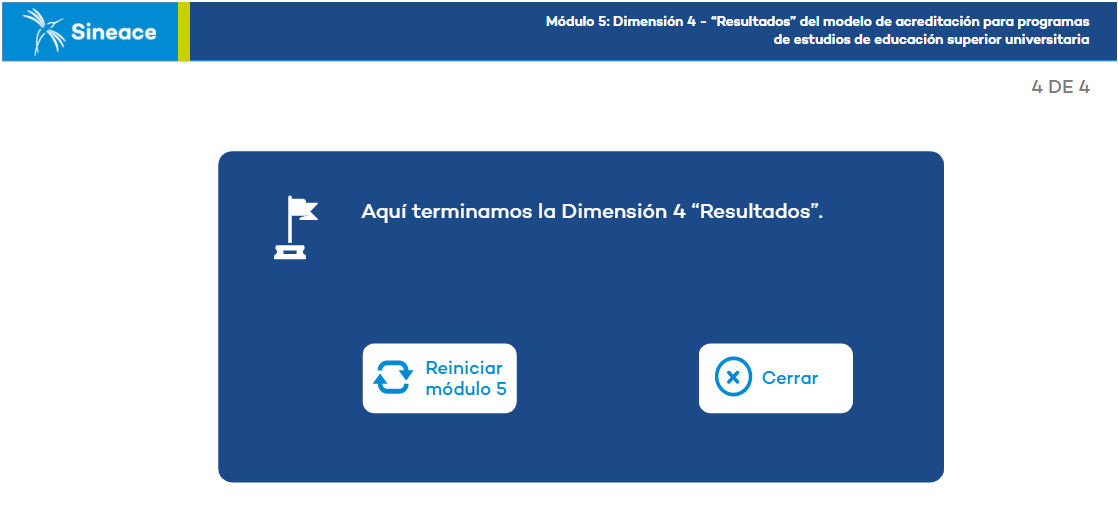 Sineace
Módulo 5: Dimensión 4 - “Resultados” del modelo de acreditación para programas
de estudios de educación superior universitaria
4 DE 4
Aquí terminamos la Dimensión 4 “Resultados”.
Reiniciar
módulo 5
Cerrar